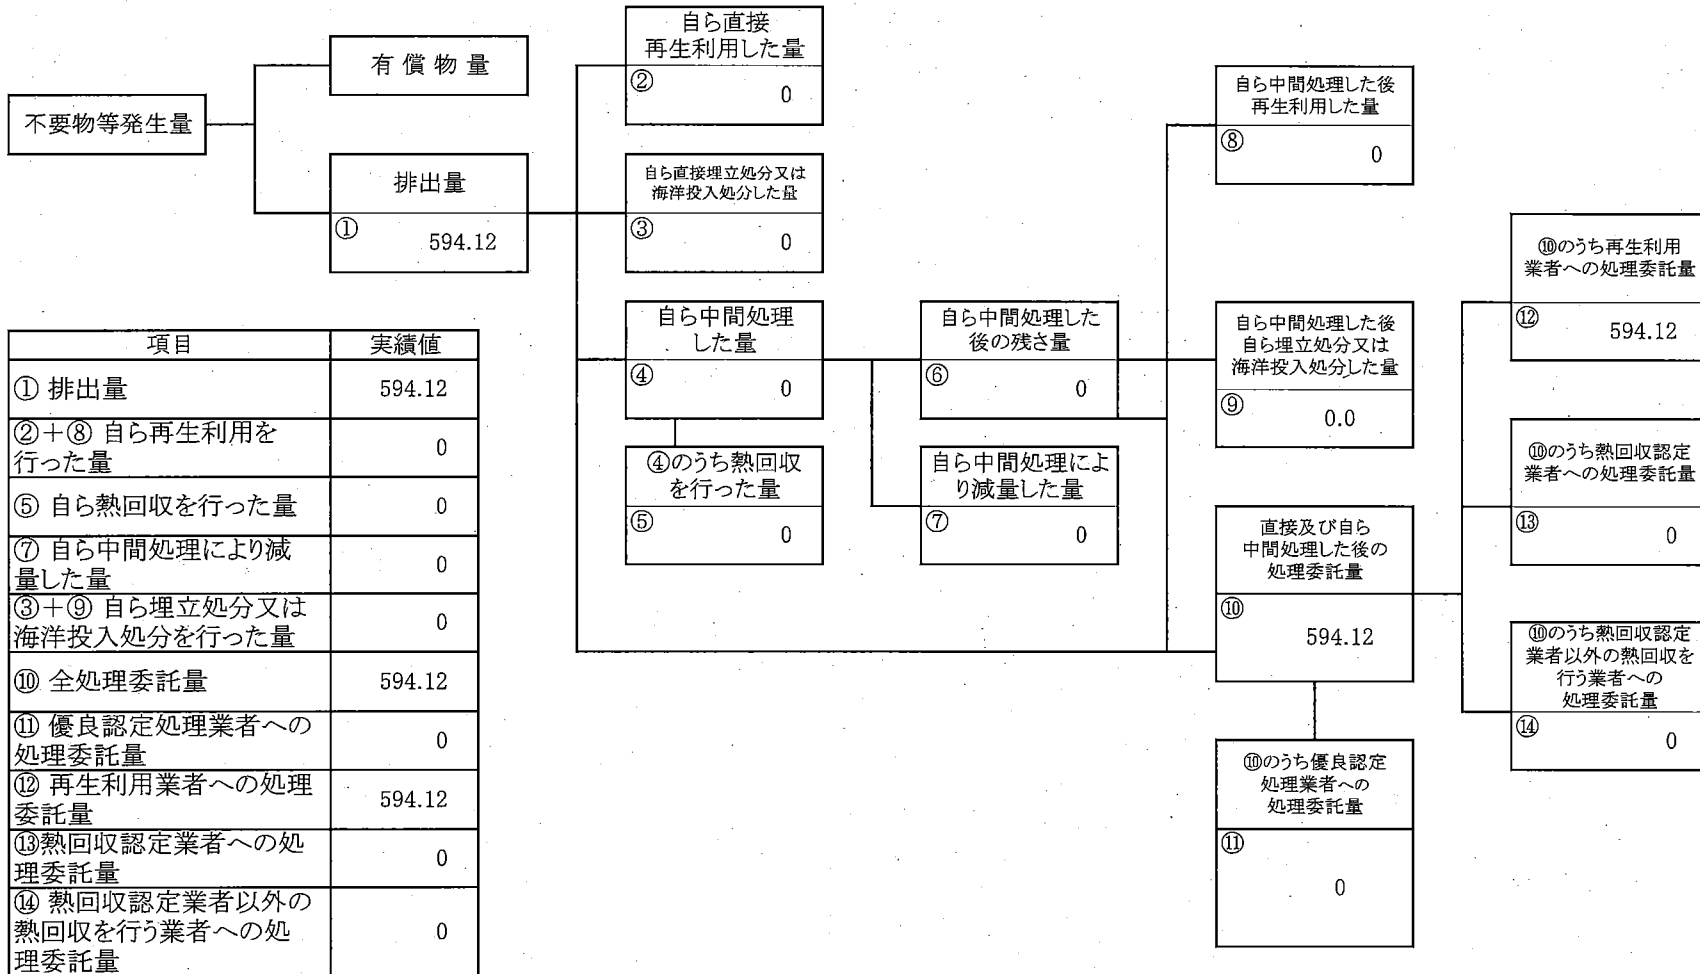 不要物等発生量
有 償 物 量
排出量
①
594.12
自ら直接
再生利用した量
②
0
自ら直接埋立処分又は
海洋投入処分した量
③
0
自ら中間処理
した量
④
0
④のうち熱回収
を行った量
⑤
0
自ら中間処理した
後の残さ量
⑥
0
自ら中間処理によ
り減量した量
⑦
0
自ら中間処理した後
再生利用した量
⑧
0
自ら中間処理した後
自ら埋立処分又は
海洋投入処分した量
⑨
0.0
直接及び自ら
中間処理した後の
処理委託量
⑩
594.12
⑩のうち優良認定
処理業者への
処理委託量
⑪
0
⑩のうち再生利用
業者への処理委託量
⑫
594.12
⑩のうち熱回収認定
業者への処理委託量
⑬
0
⑩のうち熱回収認定
業者以外の熱回収を
行う業者への
処理委託量
⑭
0
項目 実績値
① 排出量 594.12
②+⑧ 自ら再生利用を
行った量 0
⑤ 自ら熱回収を行った量 0
⑦ 自ら中間処理により減
量した量 0
③+⑨ 自ら埋立処分又は
海洋投入処分を行った量 0
⑩ 全処理委託量 594.12
⑪ 優良認定処理業者への
処理委託量 0
⑫ 再生利用業者への処理
委託量 594.12
⑬熱回収認定業者への処
理委託量 0
⑭ 熱回収認定業者以外の
熱回収を行う業者への処
理委託量 0